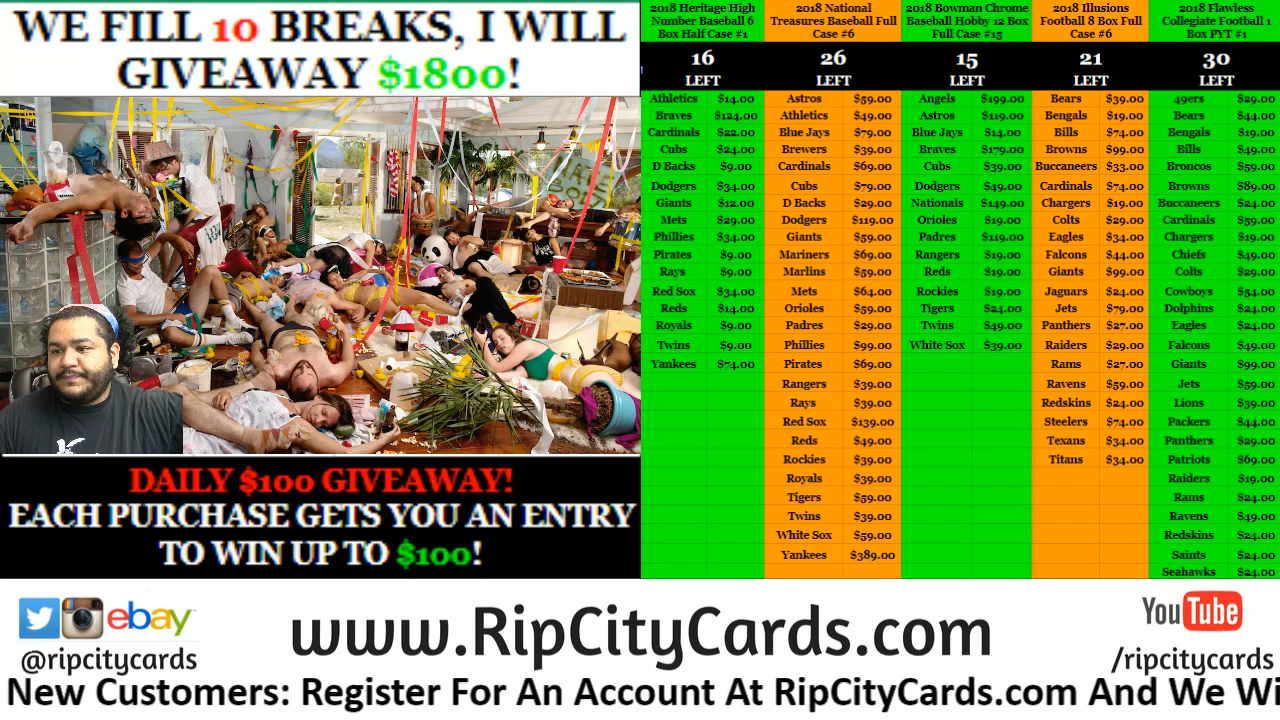 WE FILL 10 BREAKS, I WILL
GIVEAWAY $1800!
DAILY $100 GIVEAWAY!
EACH PURCHASE GETS YOU AN ENTRY
TO WIN UP TO $100!
2018 Heritage High
Number Baseball 6
Box Half Case #1
16
LEFT
Athletics $14.00
Braves $124.00
Cardinals $22.00
Cubs $24.00
D Backs $9.00
Dodgers $34.00
Giants $12.00
Mets $29.00
Phillies $34.00
Pirates $9.00
Rays $9.00
Red Sox $34.00
Reds $14.00
Royals $9.00
Twins $9.00
Yankees $74.00
2018 National
Treasures Baseball Full
Case #6
26
LEFT
Astros $59.00
Athletics $49.00
Blue Jays $79.00
Brewers $39.00
Cardinals $69.00
Cubs $79.00
D Backs $29.00
Dodgers $119.00
Giants $59.00
Mariners $69.00
Marlins $59.00
Mets $64.00
Orioles $59.00
Padres $29.00
Phillies $99.00
Pirates $69.00
Rangers $39.00
Rays $39.00
Red Sox $139.00
Reds $49.00
Rockies $39.00
Royals $39.00
Tigers $59.00
Twins $39.00
White Sox $59.00
Yankees $389.00
2018 Bowman Chrome
Baseball Hobby 12 Box
Full Case #15
15
LEFT
Angels $199.00
Astros $119.00
Blue Jays $14.00
Braves $179.00
Cubs $39.00
Dodgers $49.00
Nationals $149.00
Orioles $19.00
Padres $119.00
Rangers $19.00
Reds $19.00
Rockies $19.00
Tigers $24.00
Twins $49.00
White Sox $39.00
2018 Illusions
Football 8 Box Full
Case #6
21
LEFT
Bears $39.00
Bengals $19.00
Bills $74.00
Browns $99.00
Buccaneers $33.00
Cardinals $74.00
Chargers $19.00
Colts $29.00
Eagles $34.00
Falcons $44.00
Giants $99.00
Jaguars $24.00
Jets $79.00
Panthers $27.00
Raiders $29.00
Rams $27.00
Ravens $59.00
Redskins $24.00
Steelers $74.00
Texans $34.00
Titans $34.00
2018 Flawless
Collegiate Football 1
Box PYT #1
30
LEFT
49ers $29.00
Bears $44.00
Bengals $19.00
Bills $49.00
Broncos $59.00
Browns $89.00
Buccaneers $24.00
Cardinals $59.00
Chargers $19.00
Chiefs $49.00
Colts $29.00
Cowboys $54.00
Dolphins $24.00
Eagles $24.00
Falcons $49.00
Giants $99.00
Jets $59.00
Lions $39.00
Packers $44.00
Panthers $29.00
Patriots $69.00
Raiders $19.00
Rams $24.00
Ravens $49.00
Redskins $24.00
Saints $24.00
Seahawks $24.00
ebay
@ripcitycards
www.RipCityCards.com
YouTube
/ripcitycards
New Customers: Register For An Account At RipCityCards.com And We Wi